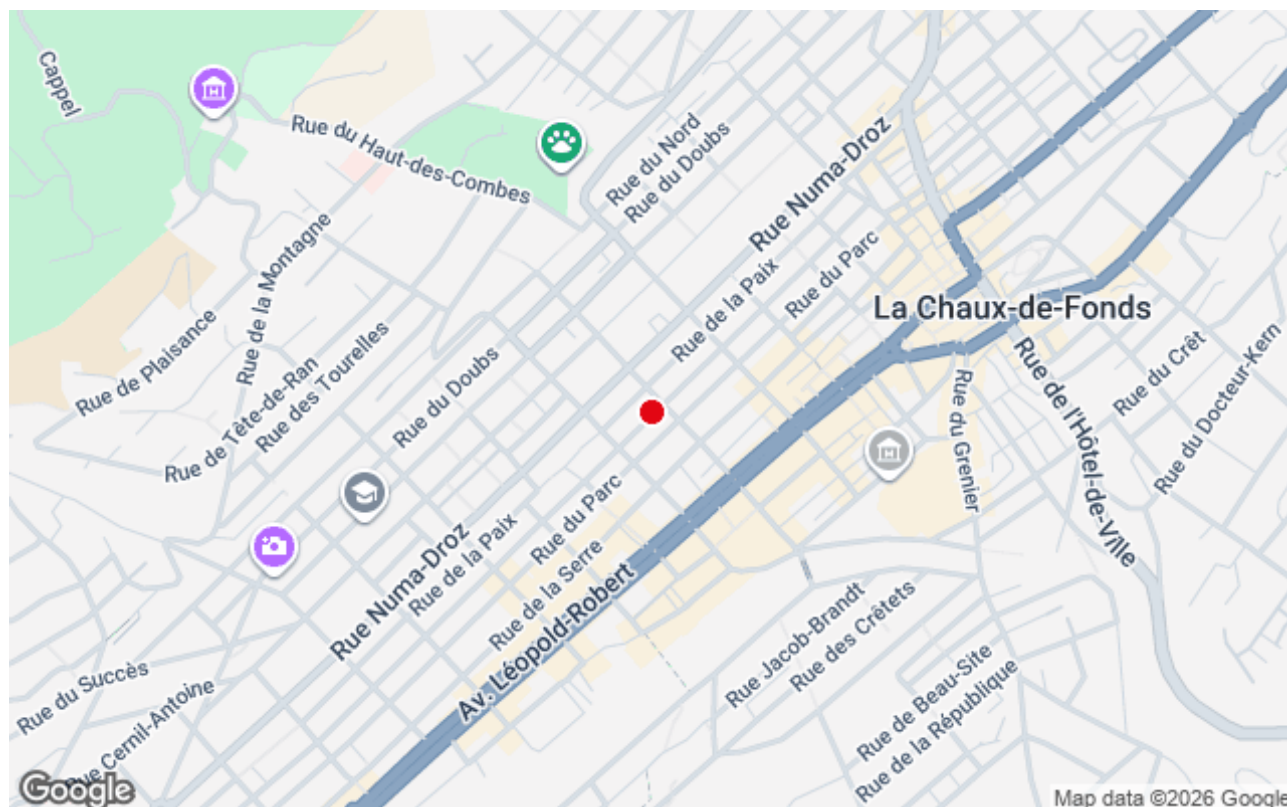 Cappel
Rue du Haut-des-Combes
Rue du Nord
Rue du Doubs
Rue Numa-Droz
Rue de la Montagne
Rue de la Paix
Rue du Parc
La Chaux-de-Fonds
Rue de Plaisance
Rue de Tête-de-Ran
Rue des Tourelles
Rue du Doubs
Rue du Grenier
Rue de l'Hôtel-de-Ville
Rue du Crêt
Rue du Docteur-Kern
Rue Numa-Droz
Rue de la Paix
Rue du Parc
Rue de la Serre
Av. Léopold-Robert
Rue Jacob-Brandt
Rue des Crêtets
Rue de Beau-Site
Rue de la République
Rue du Succès
Rue Cernil-Antoine
Google
Map data ©2026 Google